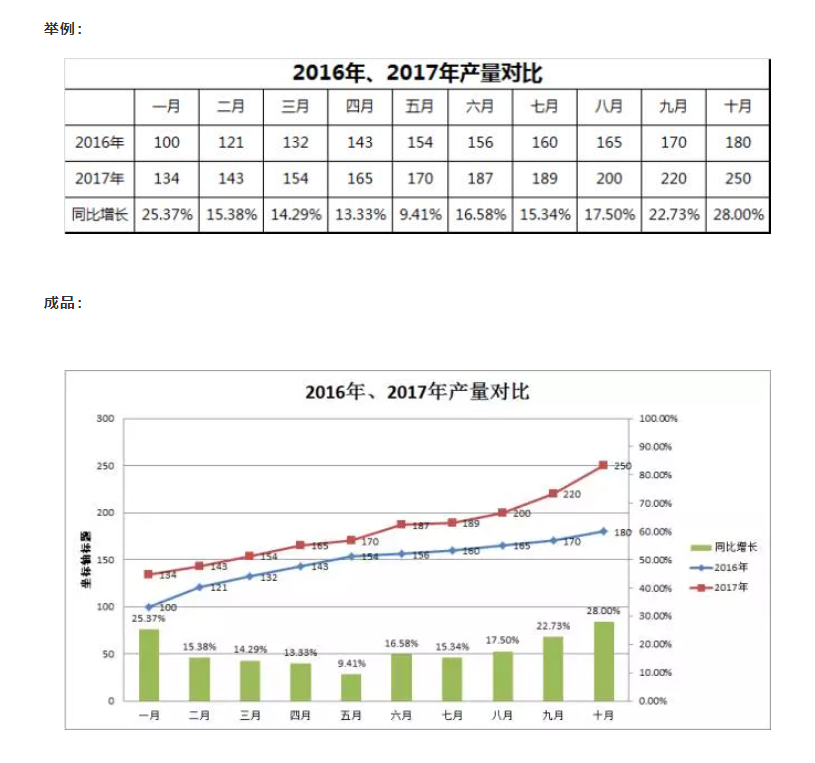 举例：
2016年、2017年产量对比
一月 二月 三月 四月 五月 六月 七月 八月 九月 十月
2016年 100 121 132 143 154 156 160 165 170 180
2017年 134 143 154 165 170 187 189 200 220 250
同比增长 25.37% 15.38% 14.29% 13.33% 9.41% 16.58% 15.34% 17.50% 22.73% 28.00%
成品：
2016年、2017年产量对比
300
250
200
150
100
50
0
坐标轴标题
100.00%
90.00%
80.00%
70.00%
60.00%
50.00%
40.00%
30.00%
20.00%
10.00%
0.00%
134 143 154 165 170 187 189 200 220 250
100 121 132 143 154 156 160 165 170 180
25.37% 15.38% 14.29% 13.33% 9.41% 16.58% 15.34% 17.50% 22.73% 28.00%
一月 二月 三月 四月 五月 六月 七月 八月 九月 十月
同比增长
2016年
2017年